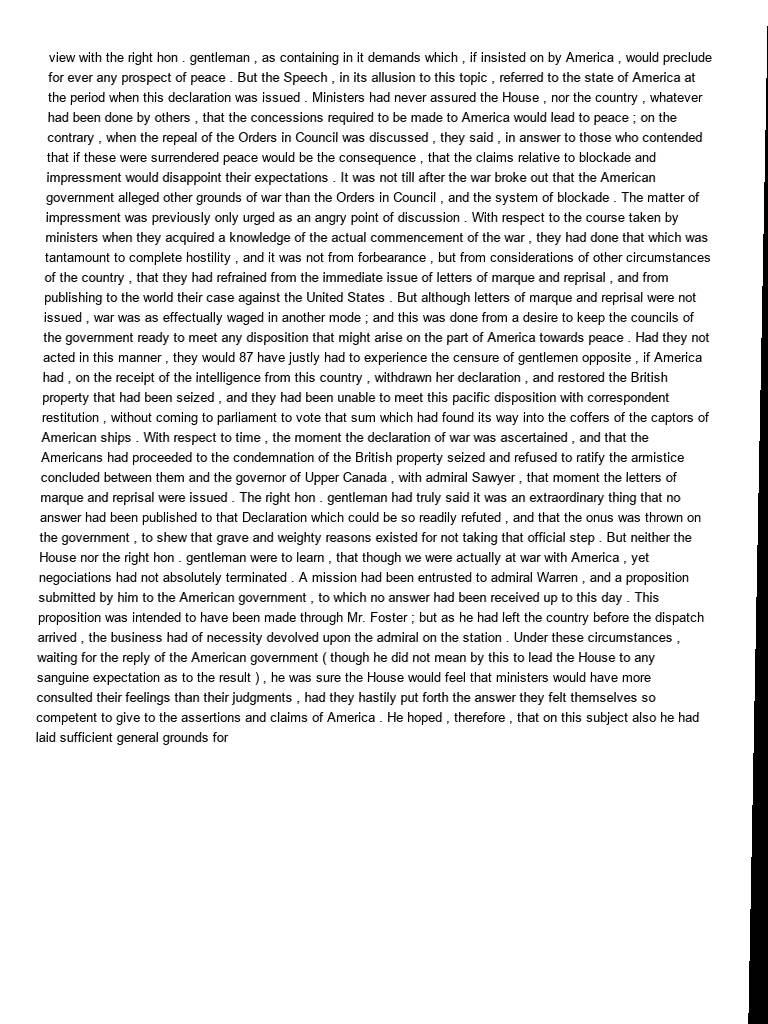 view with the right hon . gentleman , as containing in it demands which , if insisted on by America , would preclude
for ever any prospect of peace . But the Speech , in its allusion to this topic , referred to the state of America at
the period when this declaration was issued . Ministers had never assured the House , nor the country , whatever
had been done by others , that the concessions required to be made to America would lead to peace ; on the
contrary , when the repeal of the Orders in Council was discussed , they said , in answer to those who contended
that if these were surrendered peace would be the consequence , that the claims relative to blockade and
impressment would disappoint their expectations . It was not till after the war broke out that the American
government alleged other grounds of war than the Orders in Council , and the system of blockade . The matter of
impressment was previously only urged as an angry point of discussion . With respect to the course taken by
ministers when they acquired a knowledge of the actual commencement of the war , they had done that which was
tantamount to complete hostility , and it was not from forbearance , but from considerations of other circumstances
of the country , that they had refrained from the immediate issue of letters of marque and reprisal , and from
publishing to the world their case against the United States . But although letters of marque and reprisal were not
issued , war was as effectually waged in another mode ; and this was done from a desire to keep the councils of
the government ready to meet any disposition that might arise on the part of America towards peace . Had they not
acted in this manner , they would 87 have justly had to experience the censure of gentlemen opposite , if America
had , on the receipt of the intelligence from this country , withdrawn her declaration , and restored the British
property that had been seized , and they had been unable to meet this pacific disposition with correspondent
restitution , without coming to parliament to vote that sum which had found its way into the coffers of the captors of
American ships . With respect to time , the moment the declaration of war was ascertained , and that the
Americans had proceeded to the condemnation of the British property seized and refused to ratify the armistice
concluded between them and the governor of Upper Canada , with admiral Sawyer , that moment the letters of
marque and reprisal were issued . The right hon . gentleman had truly said it was an extraordinary thing that no
answer had been published to that Declaration which could be so readily refuted , and that the onus was thrown on
the government , to shew that grave and weighty reasons existed for not taking that official step . But neither the
House nor the right hon . gentleman were to learn , that though we were actually at war with America , yet
negociations had not absolutely terminated . A mission had been entrusted to admiral Warren , and a proposition
submitted by him to the American government , to which no answer had been received up to this day . This
proposition was intended to have been made through Mr. Foster ; but as he had left the country before the dispatch
arrived , the business had of necessity devolved upon the admiral on the station . Under these circumstances ,
waiting for the reply of the American government ( though he did not mean by this to lead the House to any
sanguine expectation as to the result ) , he was sure the House would feel that ministers would have more
consulted their feelings than their judgments , had they hastily put forth the answer they felt themselves so
competent to give to the assertions and claims of America . He hoped , therefore , that on this subject also he had
laid sufficient general grounds for